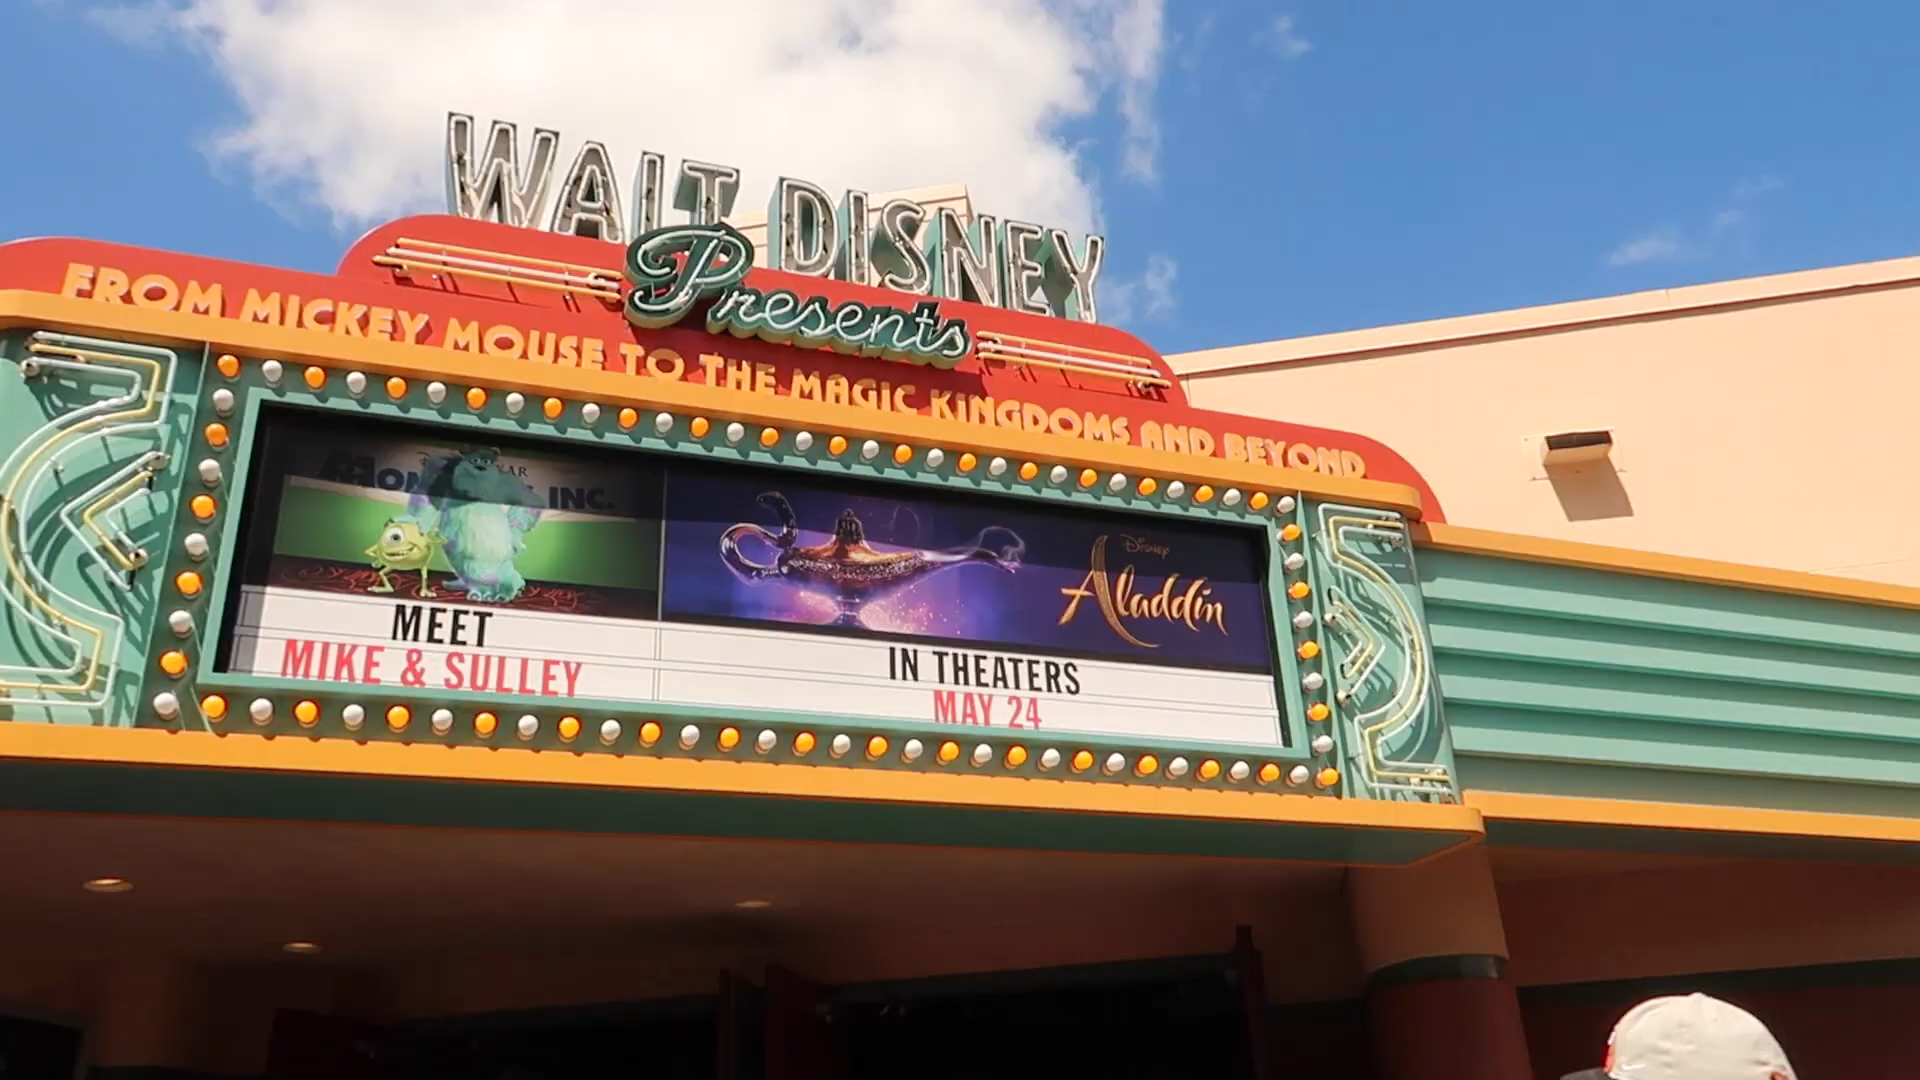 WALT DISNEY
Presents
FROM MICKEY MOUSE TO THE MAGIC KINGDOMS AND BEYOND
INC.
MEET
MIKE & SULLEY
Disney
Aladdin
IN THEATERS
MAY 24